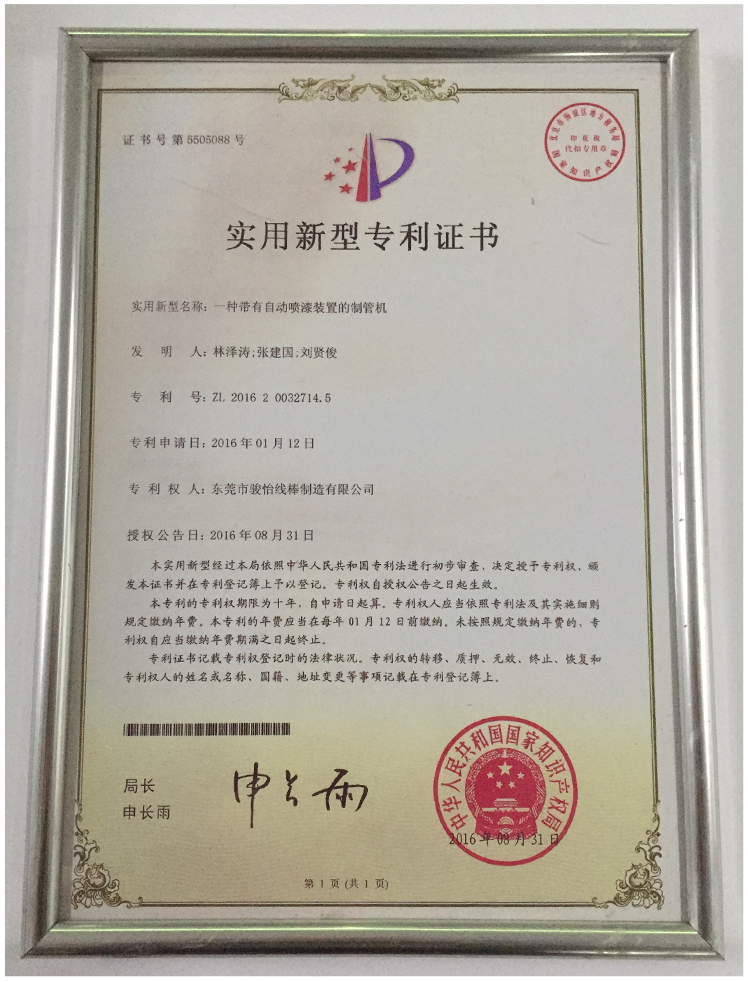 证书号第5505088号
印花税
代扣专用章
国家知识产权局
实用新型专利证书
实用新型名称：一种带有自动喷漆装置的制管机
发 明 人：林泽涛;张建国;刘贤俊
专 利 号：ZL 2016 2 0032714.5
专利申请日：2016年01月12日
专 利 权 人：东莞市骏怡线棒制造有限公司
授权公告日：2016年08月31日
本实用新型经过本局依照中华人民共和国专利法进行初步审查，决定授予专利权，颁
发本证书并在专利登记簿上予以登记。专利权自授权公告之日起生效。
本专利的专利权期限为十年，自申请日起算。专利权人应当依照专利法及其实施细则
规定缴纳年费。本专利的年费应当在每年01月12日前缴纳。未按照规定缴纳年费的，专
利权自应当缴纳年费期满之日起终止。
专利证书记载专利权登记时的法律状况。专利权的转移、质押、无效、终止、恢复和
专利权人的姓名或名称、国籍、地址变更等事项记载在专利登记簿上。
局长
申长雨
申长雨
中华人民共和国国家知识产权局
2016年08月31日
第 1 页 (共 1 页)